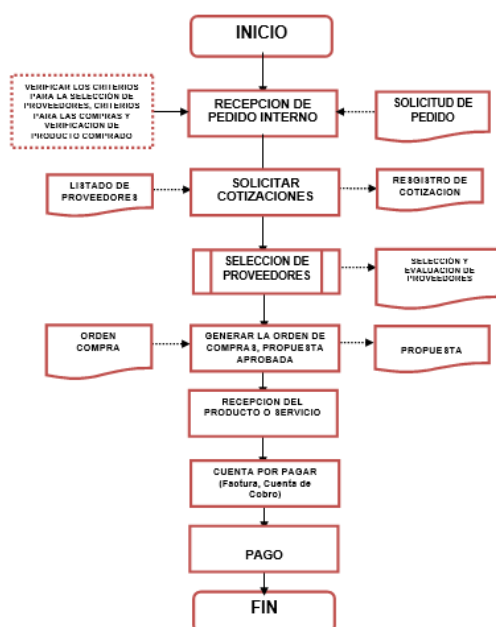 INICIO
VERIFICAR LOS CRITERIOS
PARA LA SELECCIÓN DE
PROVEEDORES, CRITERIOS
PARA LAS COMPRAS Y
VERIFICACION DE
PRODUCTO COMPRADO
RECEPCION DE
PEDIDO INTERNO
SOLICITUD DE
PEDIDO
LISTADO DE
PROVEEDORES
SOLICITAR
COTIZACIONES
RESGISTRO DE
COTIZACION
SELECCION DE
PROVEEDORES
SELECCIÓN Y
EVALUACION DE
PROVEEDORES
ORDEN
COMPRA
GENERAR LA ORDEN DE
COMPRAS, PROPUESTA
APROBADA
PROPUESTA
RECEPCION DEL
PRODUCTO O SERVICIO
CUENTA POR PAGAR
(Factura, Cuenta de
Cobro)
PAGO
FIN